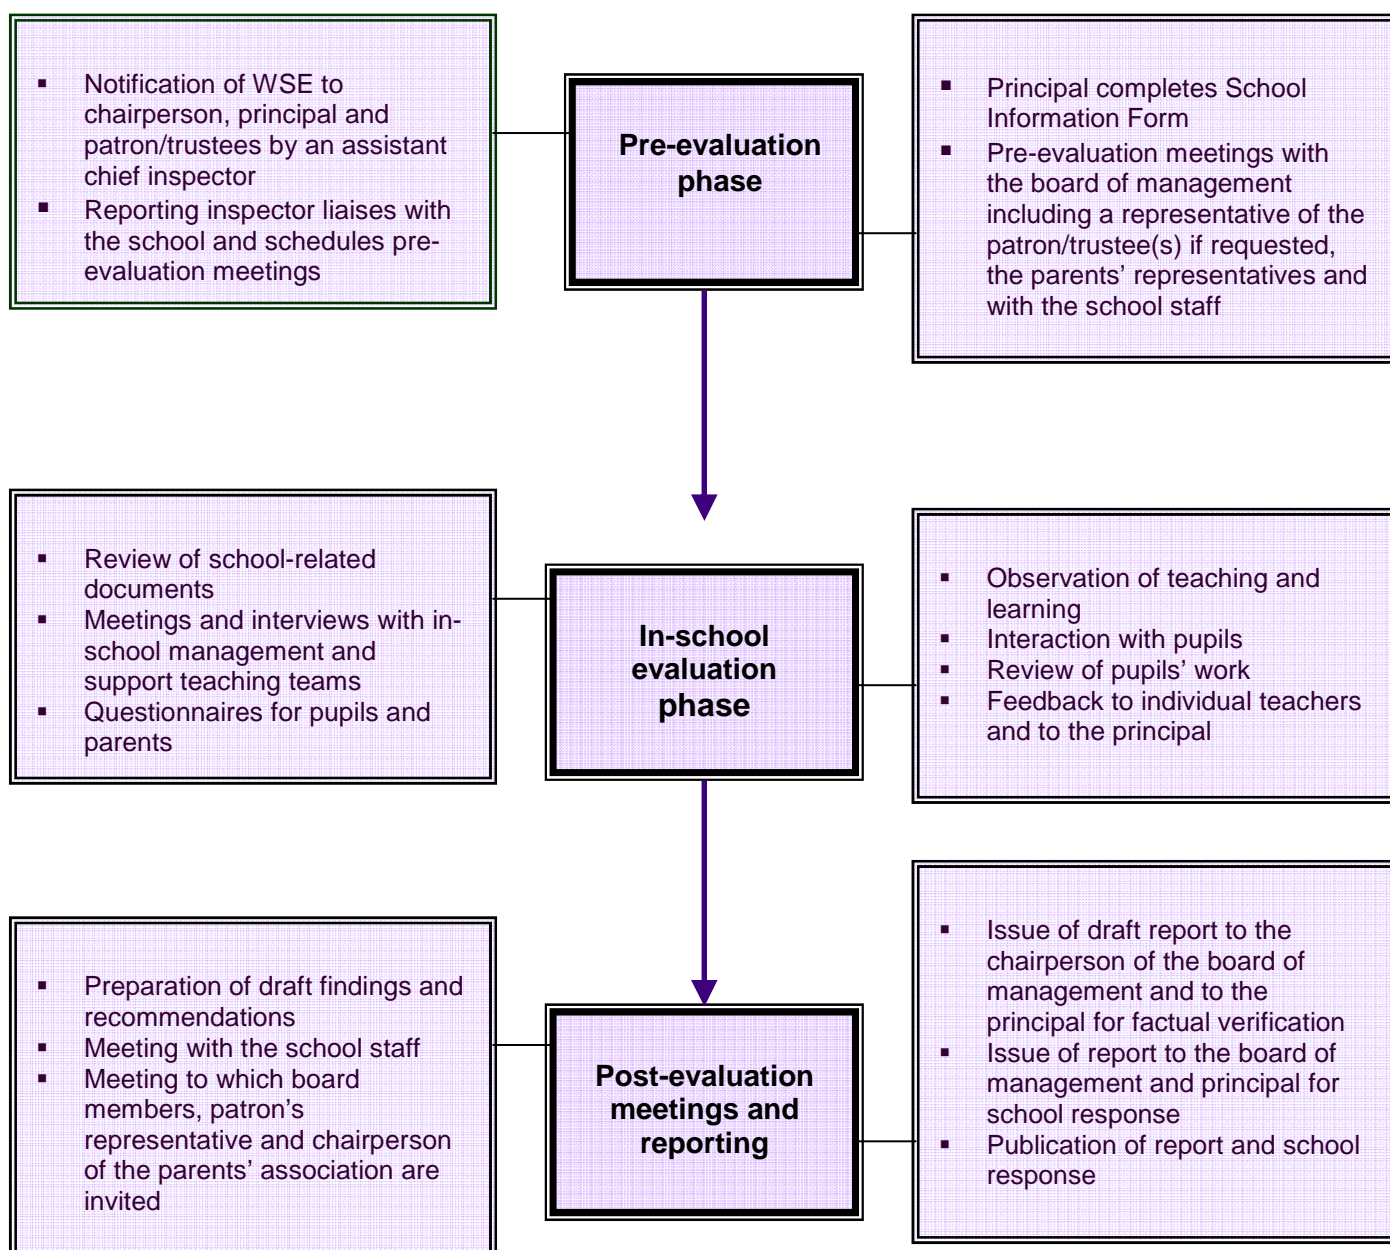 ▪ Notification of WSE to
chairperson, principal and
patron/trustees by an assistant
chief inspector
▪ Reporting inspector liaises with
the school and schedules pre-
evaluation meetings
Pre-evaluation
phase
▪ Principal completes School
Information Form
▪ Pre-evaluation meetings with
the board of management
including a representative of the
patron/trustee(s) if requested,
the parents’ representatives and
with the school staff
▪ Review of school-related
documents
▪ Meetings and interviews with in-
school management and
support teaching teams
▪ Questionnaires for pupils and
parents
In-school
evaluation
phase
▪ Observation of teaching and
learning
▪ Interaction with pupils
▪ Review of pupils’ work
▪ Feedback to individual teachers
and to the principal
▪ Preparation of draft findings and
recommendations
▪ Meeting with the school staff
▪ Meeting to which board
members, patron’s
representative and chairperson
of the parents’ association are
invited
Post-evaluation
meetings and
reporting
▪ Issue of draft report to the
chairperson of the board of
management and to the
principal for factual verification
▪ Issue of report to the board of
management and principal for
school response
▪ Publication of report and school
response